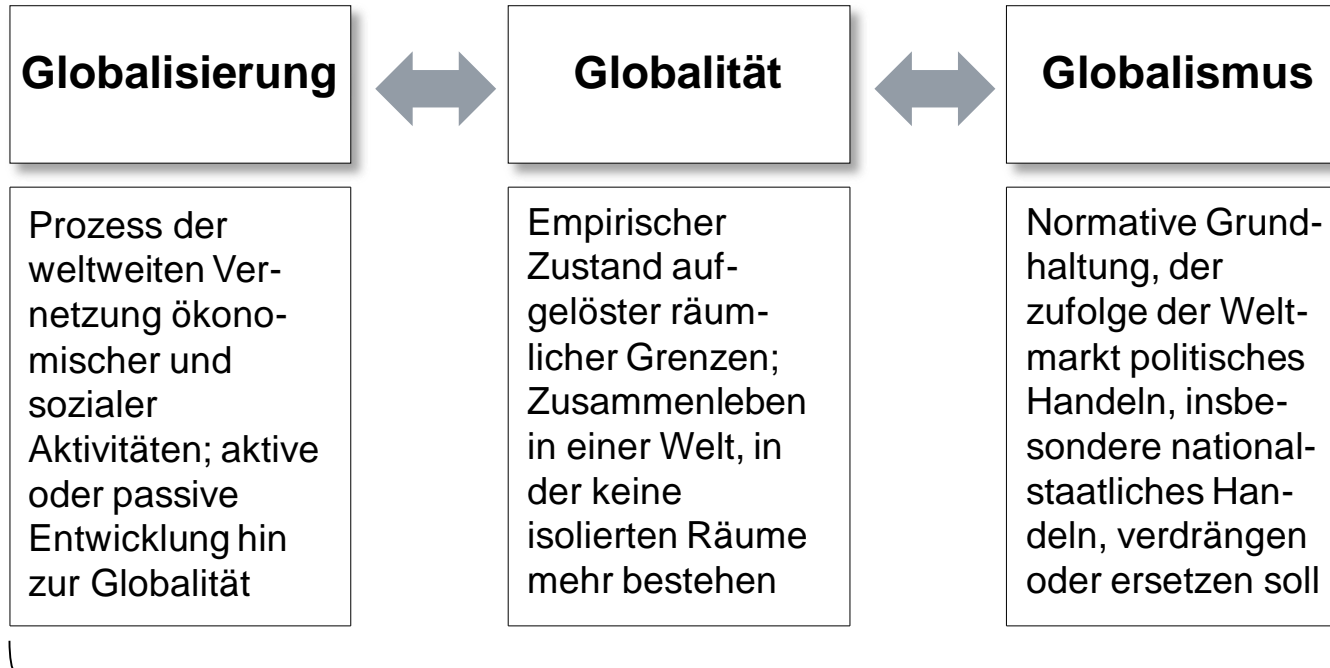 Globalisierung
Globalität
Globalismus
Prozess der
weltweiten Ver-
netzung ökono-
mischer und
sozialer
Aktivitäten; aktive
oder passive
Entwicklung hin
zur Globalität
Empirischer
Zustand auf-
gelöster räum-
licher Grenzen;
Zusammenleben
in einer Welt, in
der keine
isolierten Räume
mehr bestehen
Normative Grund-
haltung, der
zufolge der Welt-
markt politisches
Handeln, insbe-
sondere national-
staatliches Han-
deln, verdrängen
oder ersetzen soll